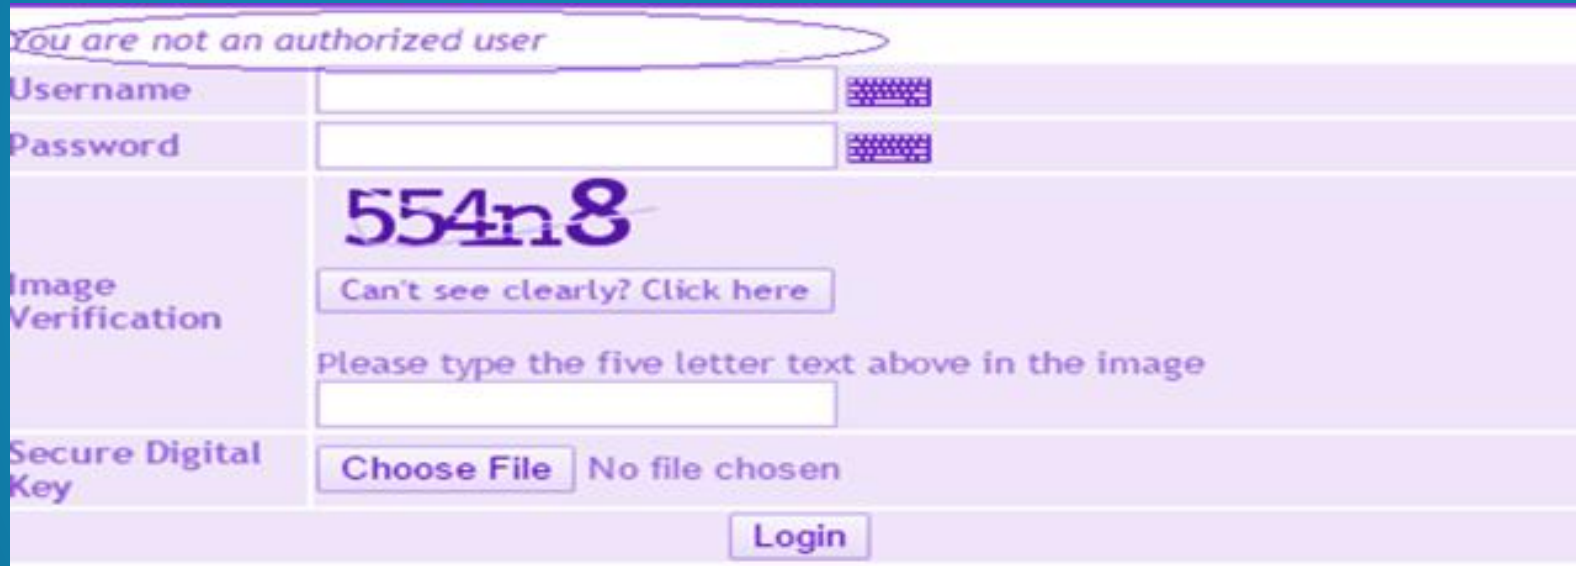 You are not an authorized user
Username
Password
554n8
Can't see clearly? Click here
Image
Verification
Please type the five letter text above in the image
Secure Digital
Key
Choose File No file chosen
Login